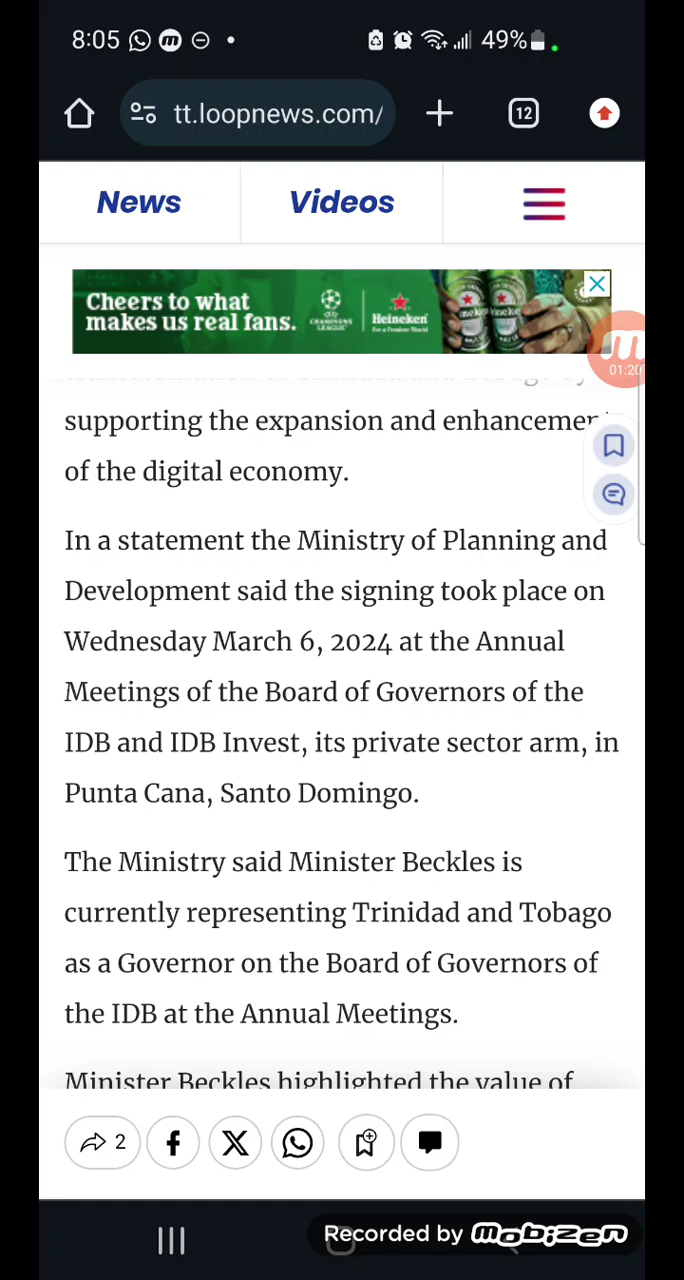 8:05
49%
tt.loopnews.com/
12
News
Videos
Cheers to what
makes us real fans.
CHAMPIONS
LEAGUE
Heineken
01:20
supporting the expansion and
of the digital economy.
In a statement the Ministry of Planning and
Development said the signing took place on
Wednesday March 6, 2024 at the Annual
Meetings of the Board of Governors of the
IDB and IDB Invest, its private sector arm, in
Punta Cana, Santo Domingo.
The Ministry said Minister Beckles is
currently representing Trinidad and Tobago
as a Governor on the Board of Governors of
the IDB at the Annual Meetings.
Minister Beckles highlighted the value of
2
Recorded by mobizen